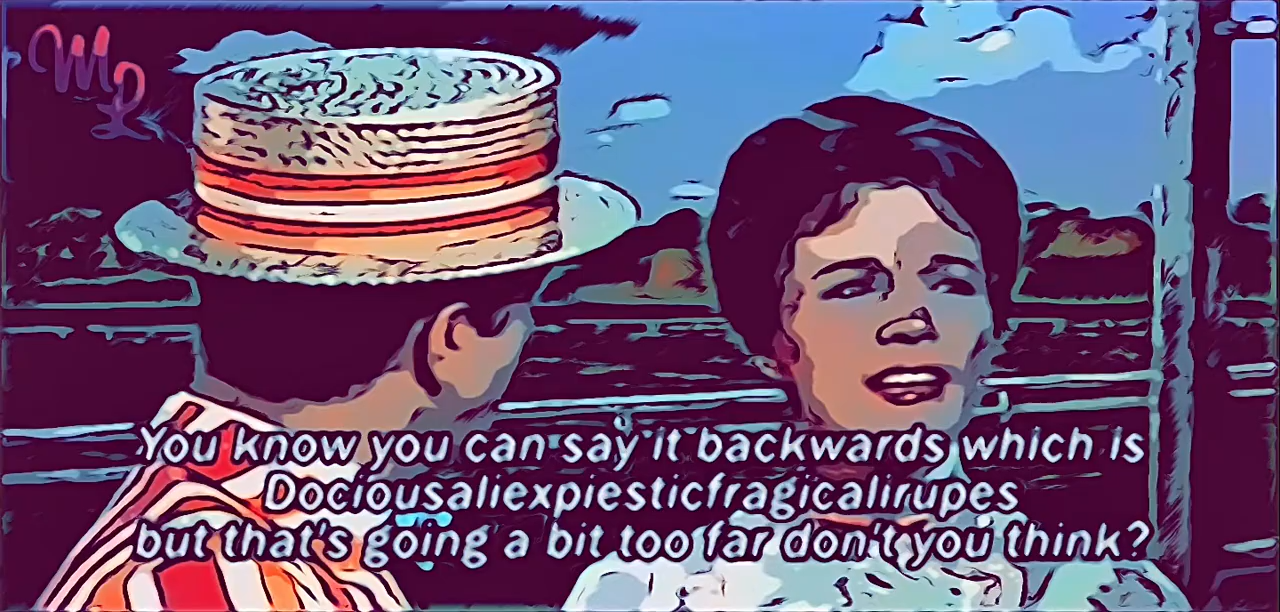 MP
You know you can say it backwards which is
Dociousaliexpiesticfragicalirupes
but that's going a bit too far don't you think?